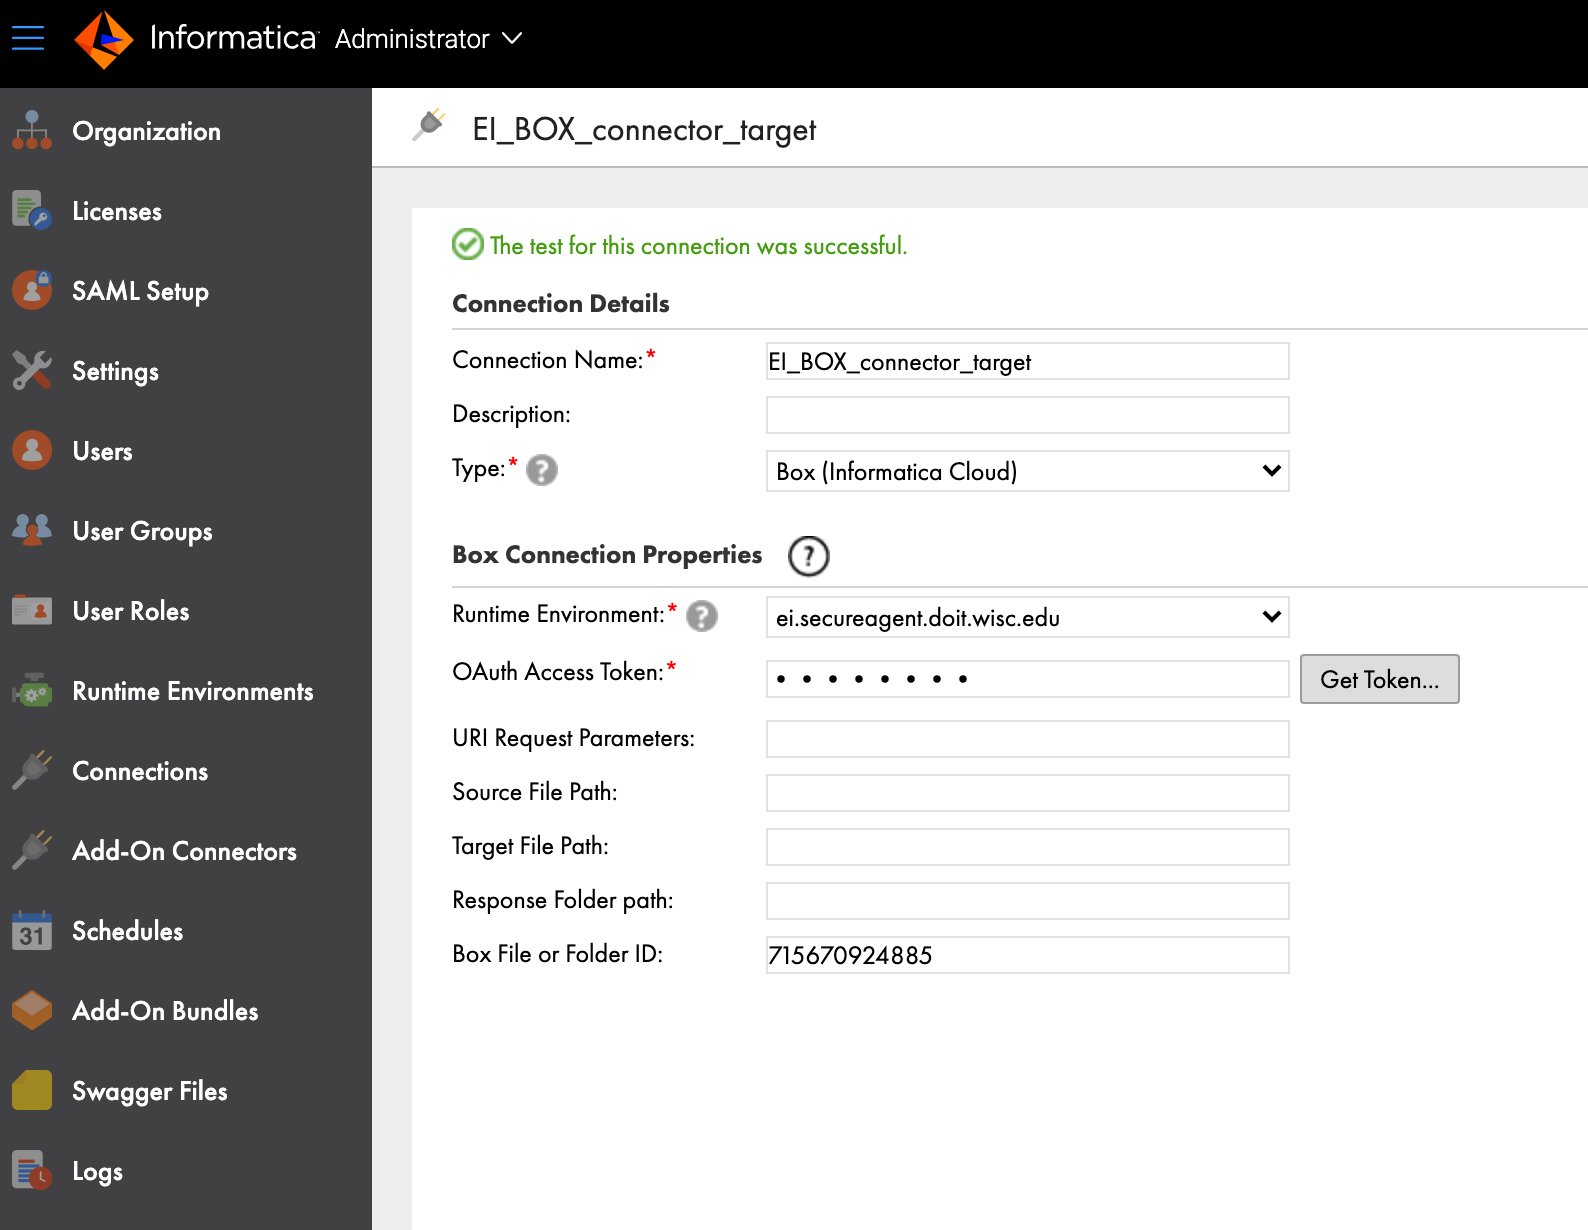 Informatica Administrator
Organization
Licenses
SAML Setup
Settings
Users
User Groups
User Roles
Runtime Environments
Connections
Add-On Connectors
31 Schedules
Add-On Bundles
Swagger Files
Logs
EI_BOX_connector_target
The test for this connection was successful.
Connection Details
Connection Name:* EI_BOX_connector_target
Description:
Type:* ? Box (Informatica Cloud)
Box Connection Properties ?
Runtime Environment:* ? ei.secureagent.doit.wisc.edu
OAuth Access Token:* • • • • • • • • Get Token...
URI Request Parameters:
Source File Path:
Target File Path:
Response Folder path:
Box File or Folder ID: 715670924885